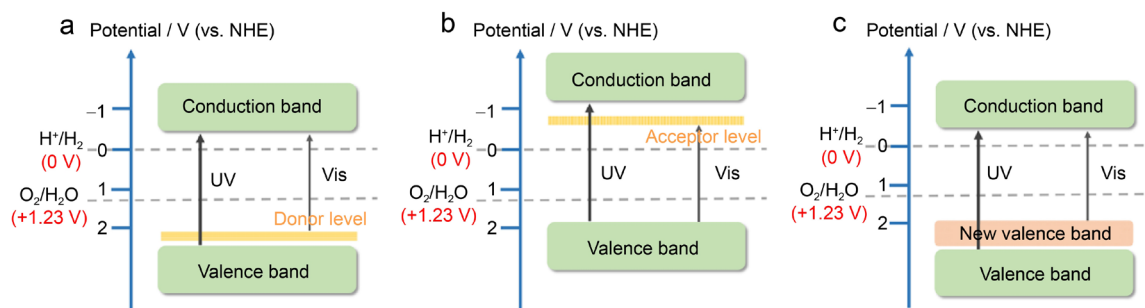 a
Potential / V (vs. NHE)
Conduction band
−1
H⁺/H₂
0
(0 V)
UV
Vis
O₂/H₂O
1
(+1.23 V)
Donor level
2
Valence band
b
Potential / V (vs. NHE)
Conduction band
−1
Acceptor level
H⁺/H₂
0
(0 V)
UV
Vis
O₂/H₂O
1
(+1.23 V)
2
Valence band
c
Potential / V (vs. NHE)
Conduction band
−1
H⁺/H₂
0
(0 V)
UV
Vis
O₂/H₂O
1
(+1.23 V)
2
New valence band
Valence band